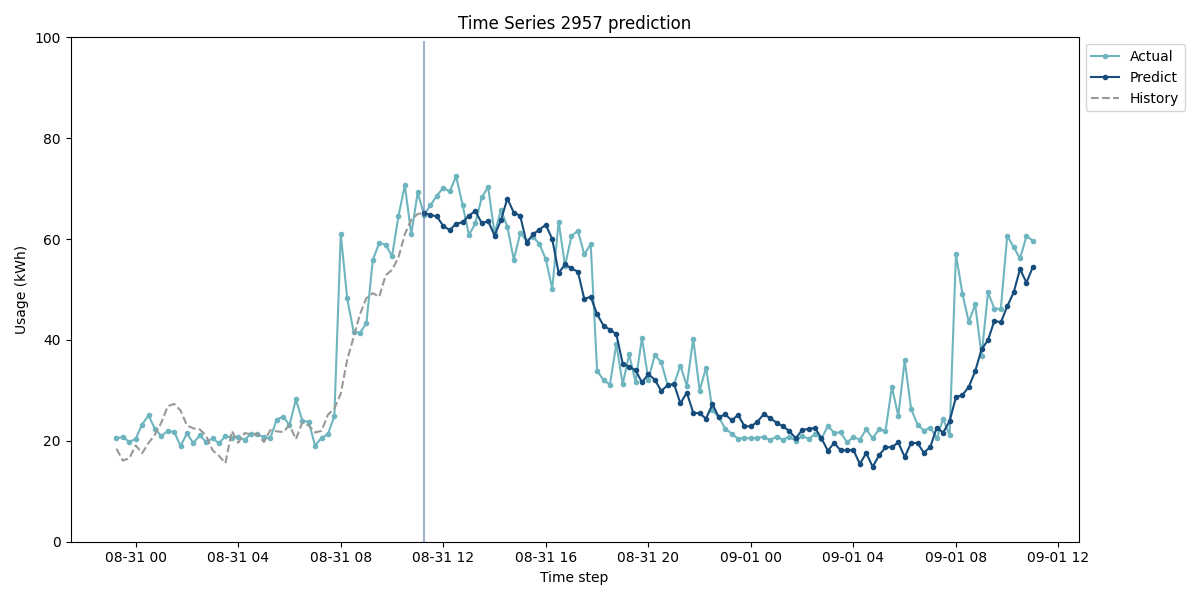 Time Series 2957 prediction
100
80
60
40
20
0
Usage (kWh)
08-31 00
08-31 04
08-31 08
08-31 12
08-31 16
08-31 20
09-01 00
09-01 04
09-01 08
09-01 12
Time step
Actual
Predict
History